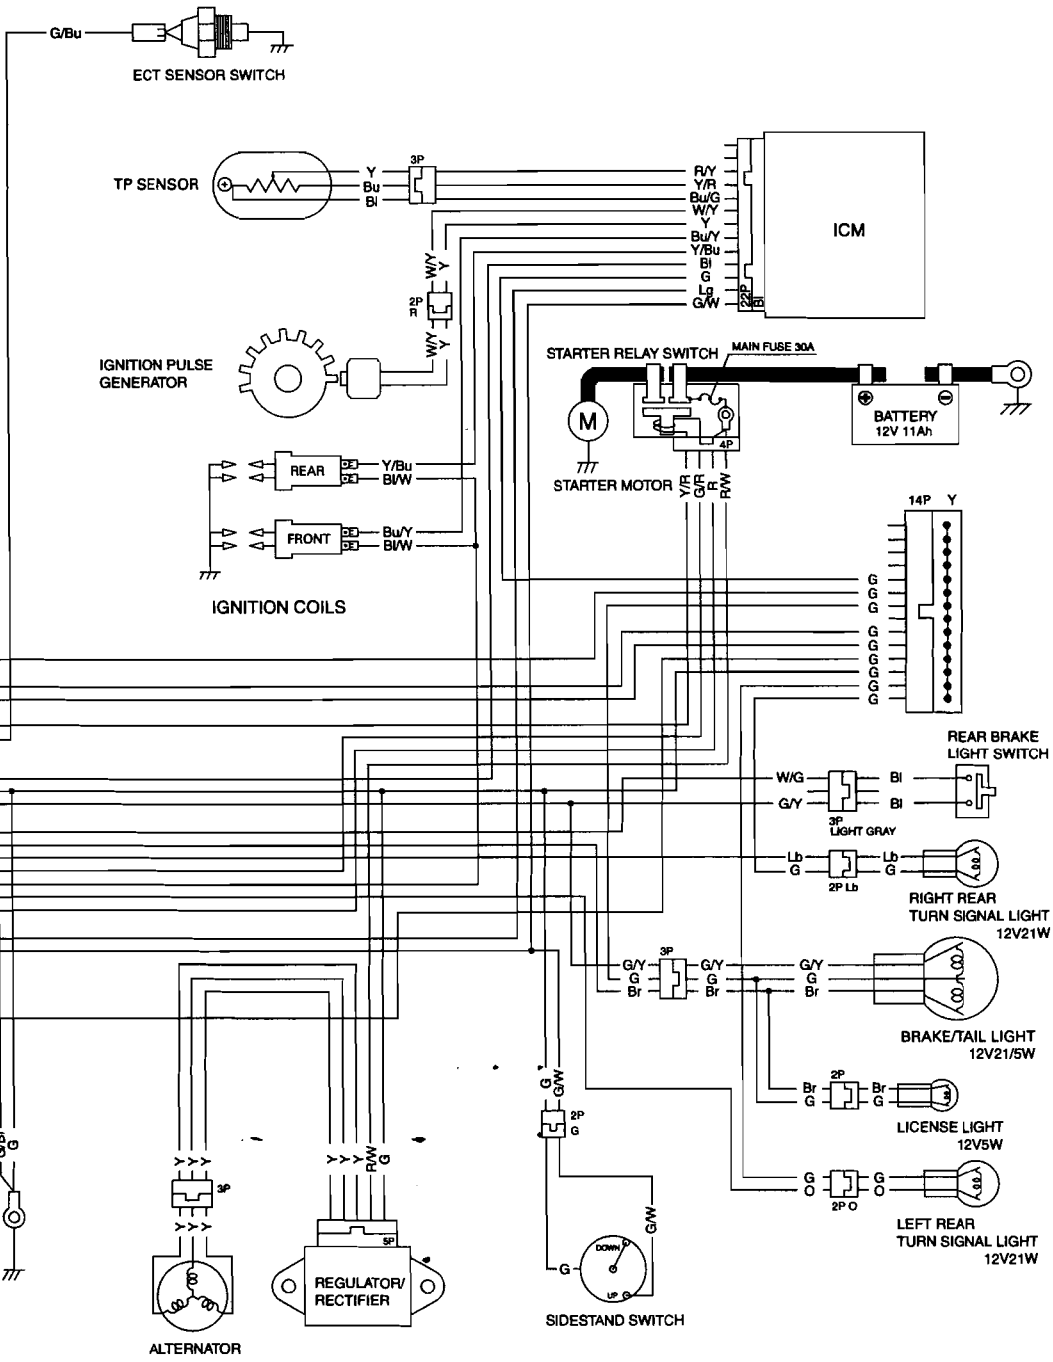 G/Bu
ECT SENSOR SWITCH
TP SENSOR
Y
Bu
Bl
3P
R/Y
Y/R
Bu/G
W/Y
Y
Bu/Y
Y/Bu
Bl
G
Lg
G/W
22P
Bl
ICM
W/Y
Y
2P
R
W/Y
Y
IGNITION PULSE
GENERATOR
STARTER RELAY SWITCH
MAIN FUSE 30A
M
STARTER MOTOR
4P
Y/R
G/R
R
R/W
BATTERY
12V 11Ah
REAR
Y/Bu
Bl/W
FRONT
Bu/Y
Bl/W
IGNITION COILS
14P Y
G
G
G
G
G
G
G
G
G
REAR BRAKE
LIGHT SWITCH
W/G
G/Y
Bl
Bl
3P
LIGHT GRAY
Lb
G
Lb
G
2P Lb
RIGHT REAR
TURN SIGNAL LIGHT
12V21W
G/Y
G
Br
3P
G/Y
G
Br
G/Y
G
Br
BRAKE/TAIL LIGHT
12V21/5W
Br
G
2P
Br
G
LICENSE LIGHT
12V5W
G
O
G
O
2P O
LEFT REAR
TURN SIGNAL LIGHT
12V21W
G/Bl
G
Y
Y
Y
3P
Y
Y
Y
ALTERNATOR
Y
Y
Y
R/W
G
5P
REGULATOR/
RECTIFIER
G
G/W
2P
G
G/W
G
DOWN
UP
SIDESTAND SWITCH